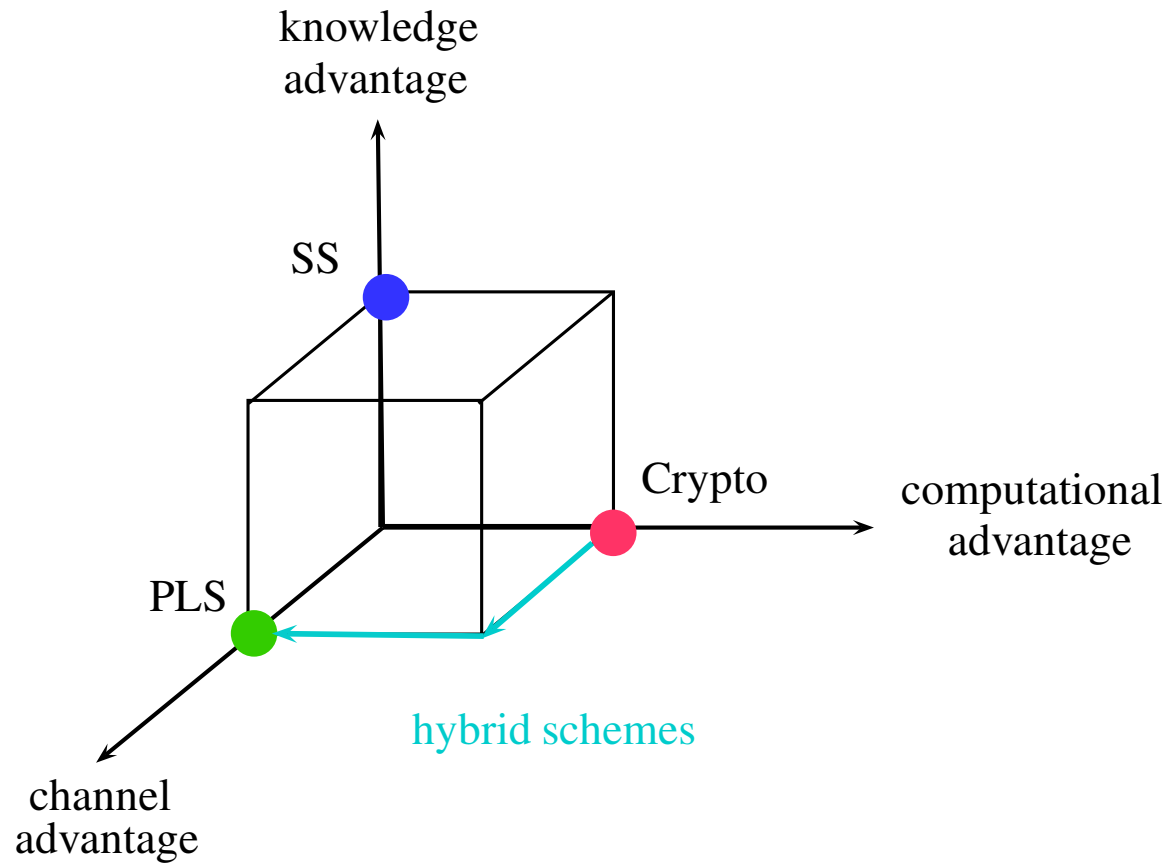 knowledge
advantage
SS
Crypto
computational
advantage
PLS
hybrid schemes
channel
advantage